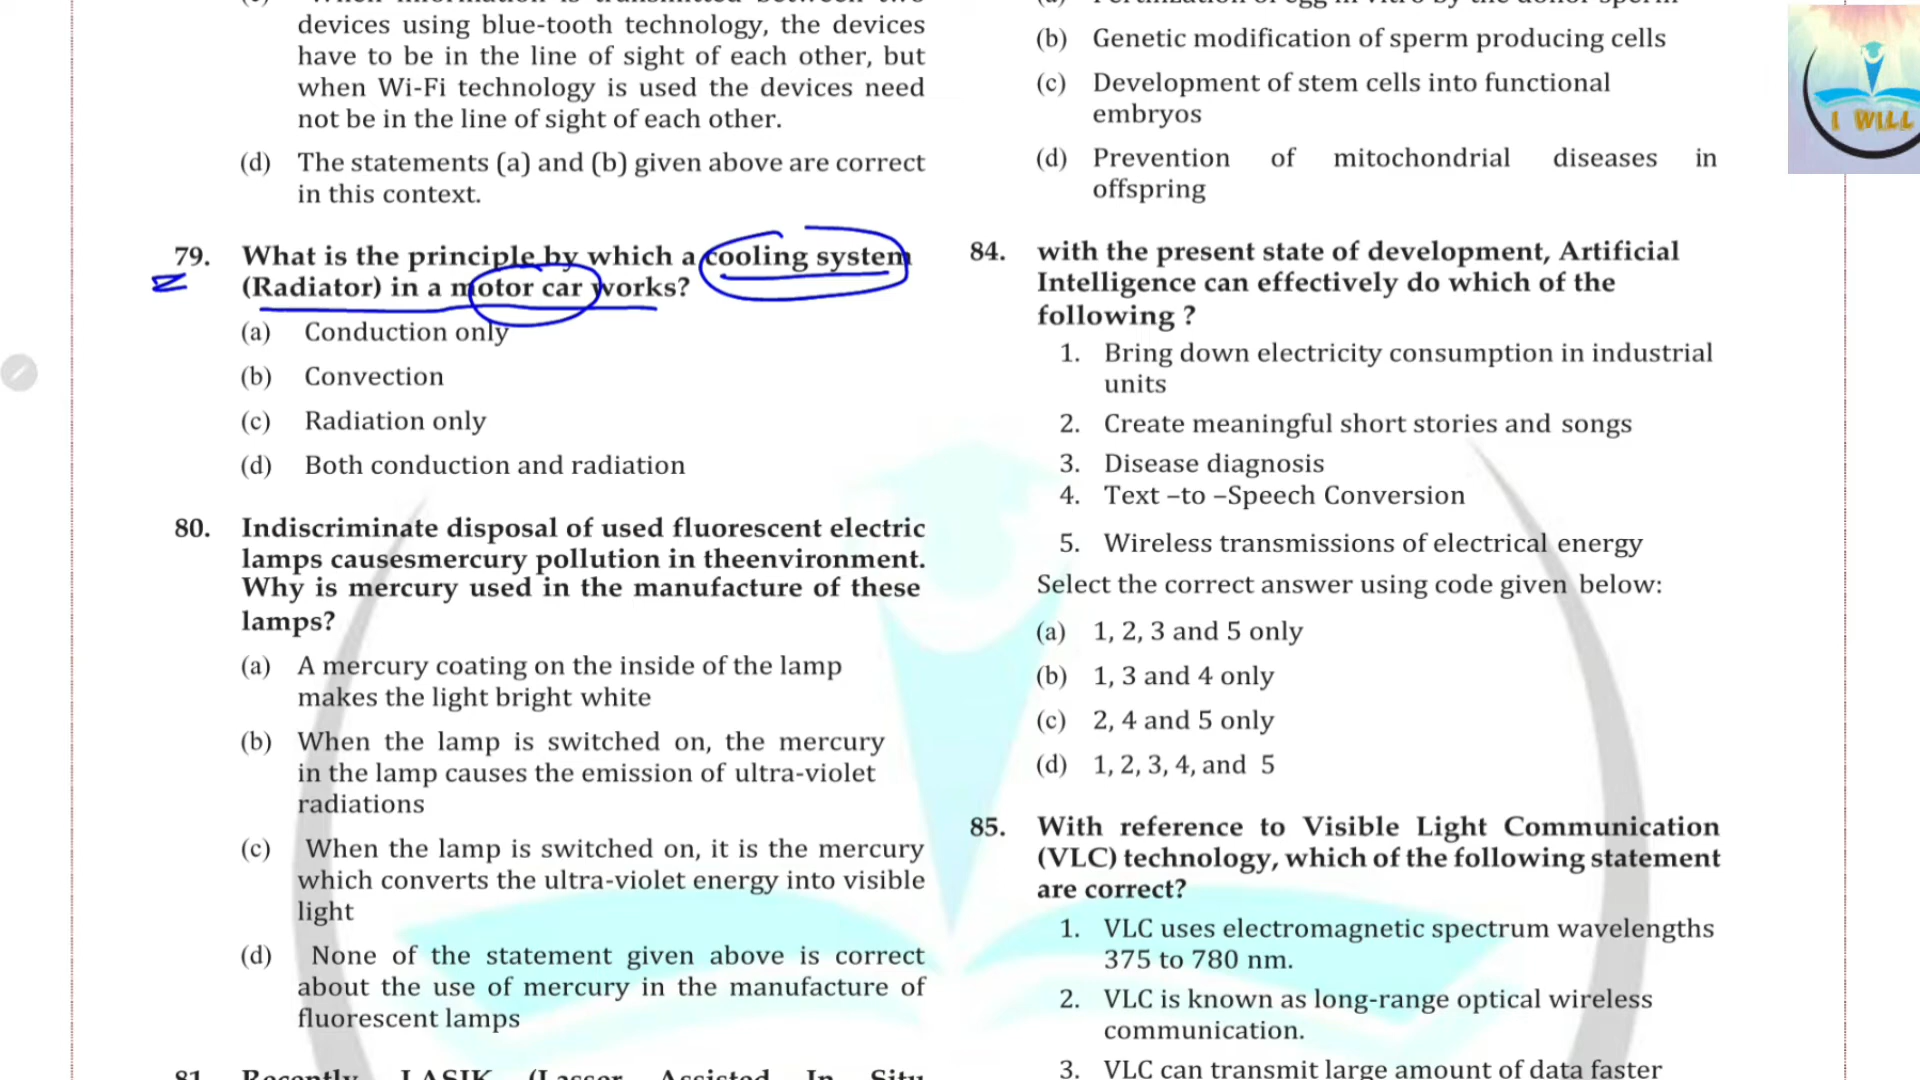 devices using blue-tooth technology, the devices
have to be in the line of sight of each other, but
when Wi-Fi technology is used the devices need
not be in the line of sight of each other.
(d) The statements (a) and (b) given above are correct
in this context.
79. What is the principle by which a cooling system
(Radiator) in a motor car works?
(a) Conduction only
(b) Convection
(c) Radiation only
(d) Both conduction and radiation
80. Indiscriminate disposal of used fluorescent electric
lamps causesmercury pollution in theenvironment.
Why is mercury used in the manufacture of these
lamps?
(a) A mercury coating on the inside of the lamp
makes the light bright white
(b) When the lamp is switched on, the mercury
in the lamp causes the emission of ultra-violet
radiations
(c) When the lamp is switched on, it is the mercury
which converts the ultra-violet energy into visible
light
(d) None of the statement given above is correct
about the use of mercury in the manufacture of
fluorescent lamps
81. Recently, LASIK (Lasser Assisted In Situ
(b) Genetic modification of sperm producing cells
(c) Development of stem cells into functional
embryos
(d) Prevention of mitochondrial diseases in
offspring
84. with the present state of development, Artificial
Intelligence can effectively do which of the
following ?
1. Bring down electricity consumption in industrial
units
2. Create meaningful short stories and songs
3. Disease diagnosis
4. Text –to –Speech Conversion
5. Wireless transmissions of electrical energy
Select the correct answer using code given below:
(a) 1, 2, 3 and 5 only
(b) 1, 3 and 4 only
(c) 2, 4 and 5 only
(d) 1, 2, 3, 4, and 5
85. With reference to Visible Light Communication
(VLC) technology, which of the following statement
are correct?
1. VLC uses electromagnetic spectrum wavelengths
375 to 780 nm.
2. VLC is known as long-range optical wireless
communication.
3. VLC can transmit large amount of data faster
I WILL